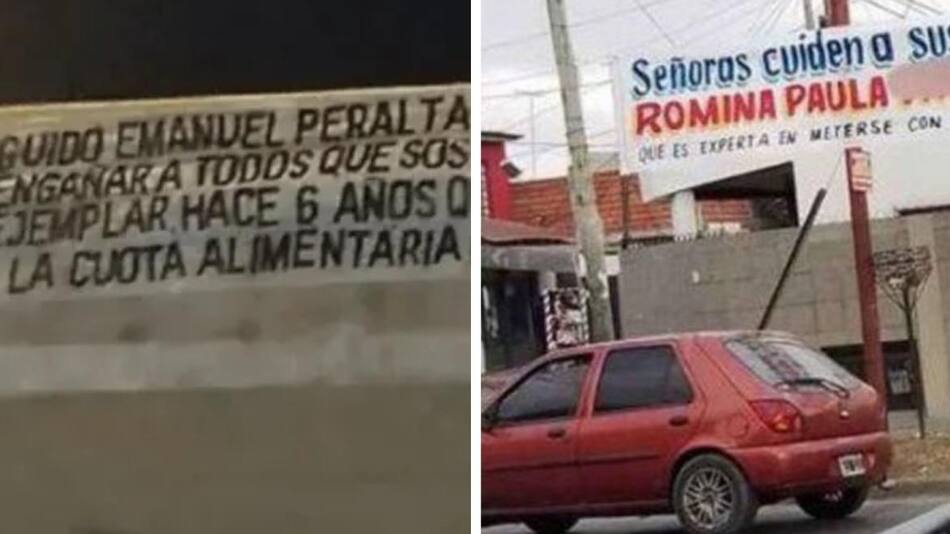 GUIDO EMANUEL PERALTA
ENGAÑAR A TODOS QUE SOS
EJEMPLAR, HACE 6 AÑOS Q
LA CUOTA ALIMENTARIA
Señoras cuiden a sus
ROMINA PAULA
QUE ES EXPERTA EN METERSE CON